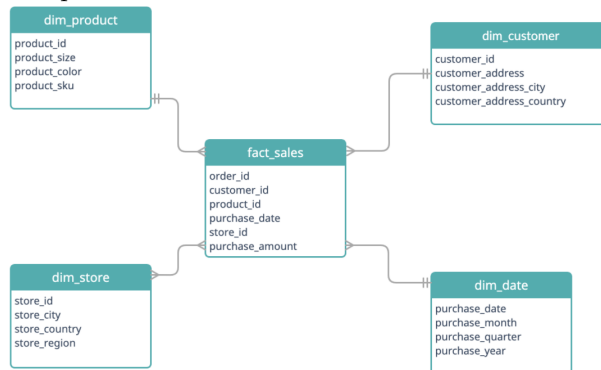 dim_product
product_id
product_size
product_color
product_sku
dim_customer
customer_id
customer_address
customer_address_city
customer_address_country
fact_sales
order_id
customer_id
product_id
purchase_date
store_id
purchase_amount
dim_store
store_id
store_city
store_country
store_region
dim_date
purchase_date
purchase_month
purchase_quarter
purchase_year